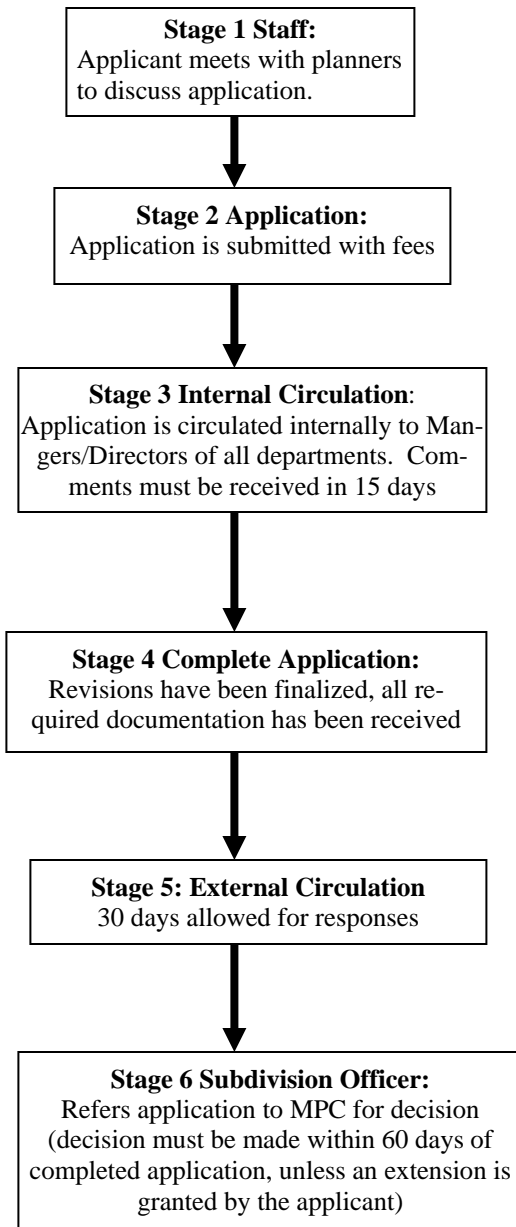 Stage 1 Staff:
Applicant meets with planners
to discuss application.
Stage 2 Application:
Application is submitted with fees
Stage 3 Internal Circulation:
Application is circulated internally to Man-
gers/Directors of all departments.  Com-
ments must be received in 15 days
Stage 4 Complete Application:
Revisions have been finalized, all re-
quired documentation has been received
Stage 5: External Circulation
30 days allowed for responses
Stage 6 Subdivision Officer:
Refers application to MPC for decision
(decision must be made within 60 days of
completed application, unless an extension is
granted by the applicant)